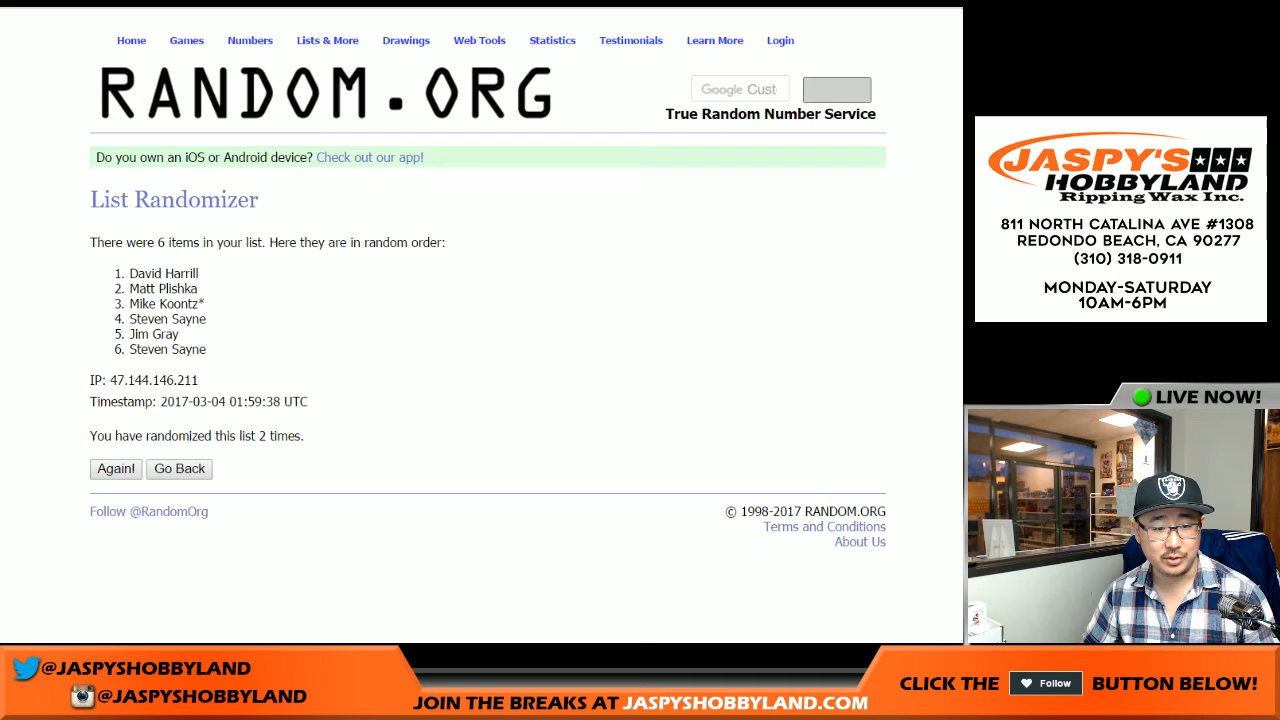 Home Games Numbers Lists & More Drawings Web Tools Statistics Testimonials Learn More Login
RANDOM.ORG
Google Cust
True Random Number Service
Do you own an iOS or Android device? Check out our app!
List Randomizer
There were 6 items in your list. Here they are in random order:
1. David Harrill
2. Matt Plishka
3. Mike Koontz*
4. Steven Sayne
5. Jim Gray
6. Steven Sayne
IP: 47.144.146.211
Timestamp: 2017-03-04 01:59:38 UTC
You have randomized this list 2 times.
Again! Go Back
Follow @RandomOrg
© 1998-2017 RANDOM.ORG
Terms and Conditions
About Us
JASPY'S
HOBBYLAND
Ripping Wax Inc.
811 NORTH CATALINA AVE #1308
REDONDO BEACH, CA 90277
(310) 318-0911
MONDAY-SATURDAY
10AM-6PM
LIVE NOW!
@JASPYSHOBBYLAND
@JASPYSHOBBYLAND
JOIN THE BREAKS AT JASPYSHOBBYLAND.COM
CLICK THE Follow BUTTON BELOW!